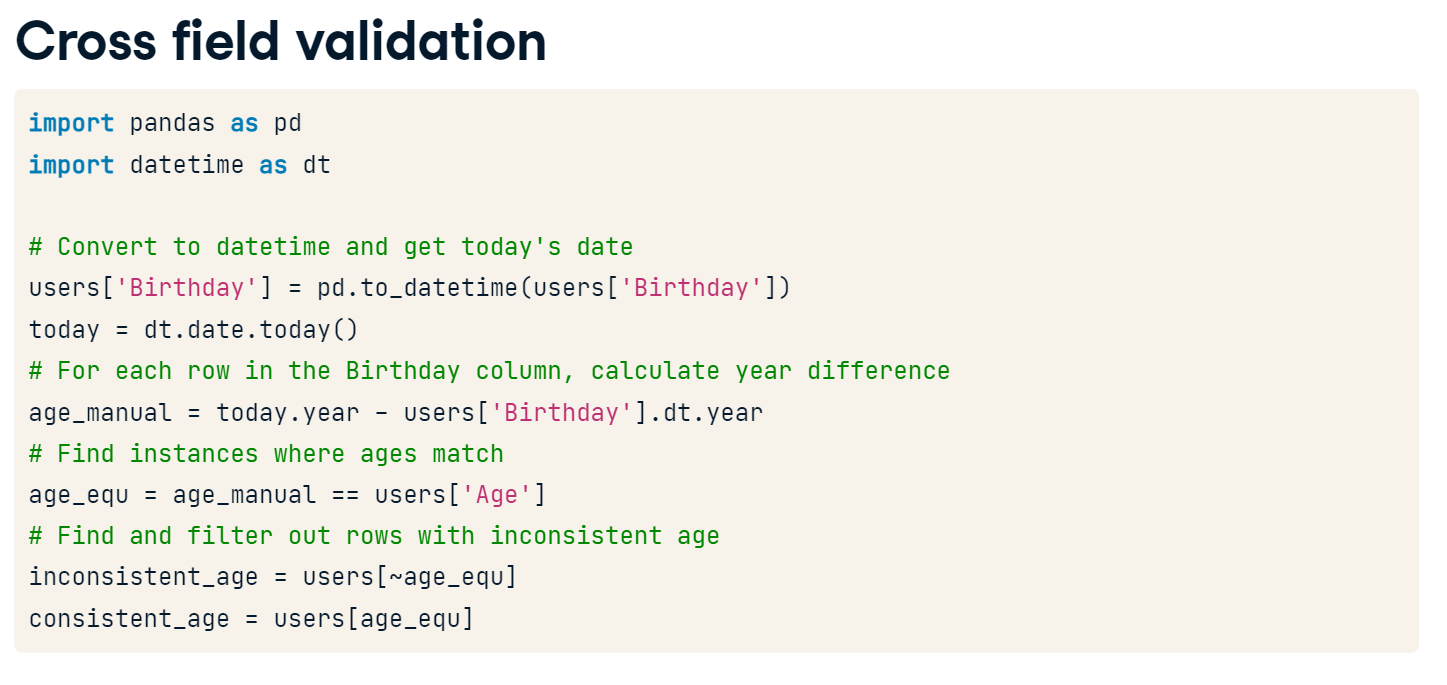 Cross field validation
import pandas as pd
import datetime as dt
# Convert to datetime and get today's date
users['Birthday'] = pd.to_datetime(users['Birthday'])
today = dt.date.today()
# For each row in the Birthday column, calculate year difference
age_manual = today.year - users['Birthday'].dt.year
# Find instances where ages match
age_equ = age_manual == users['Age']
# Find and filter out rows with inconsistent age
inconsistent_age = users[~age_equ]
consistent_age = users[age_equ]